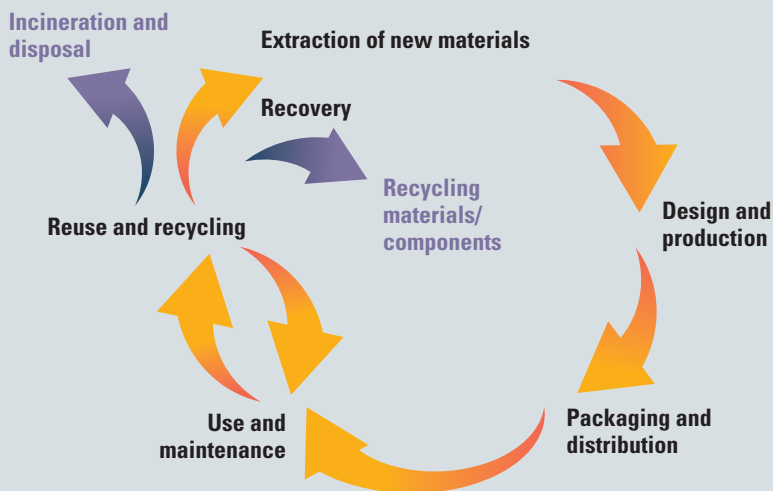 Incineration and
disposal
Extraction of new materials
Recovery
Recycling
materials/
components
Reuse and recycling
Design and
production
Use and
maintenance
Packaging and
distribution